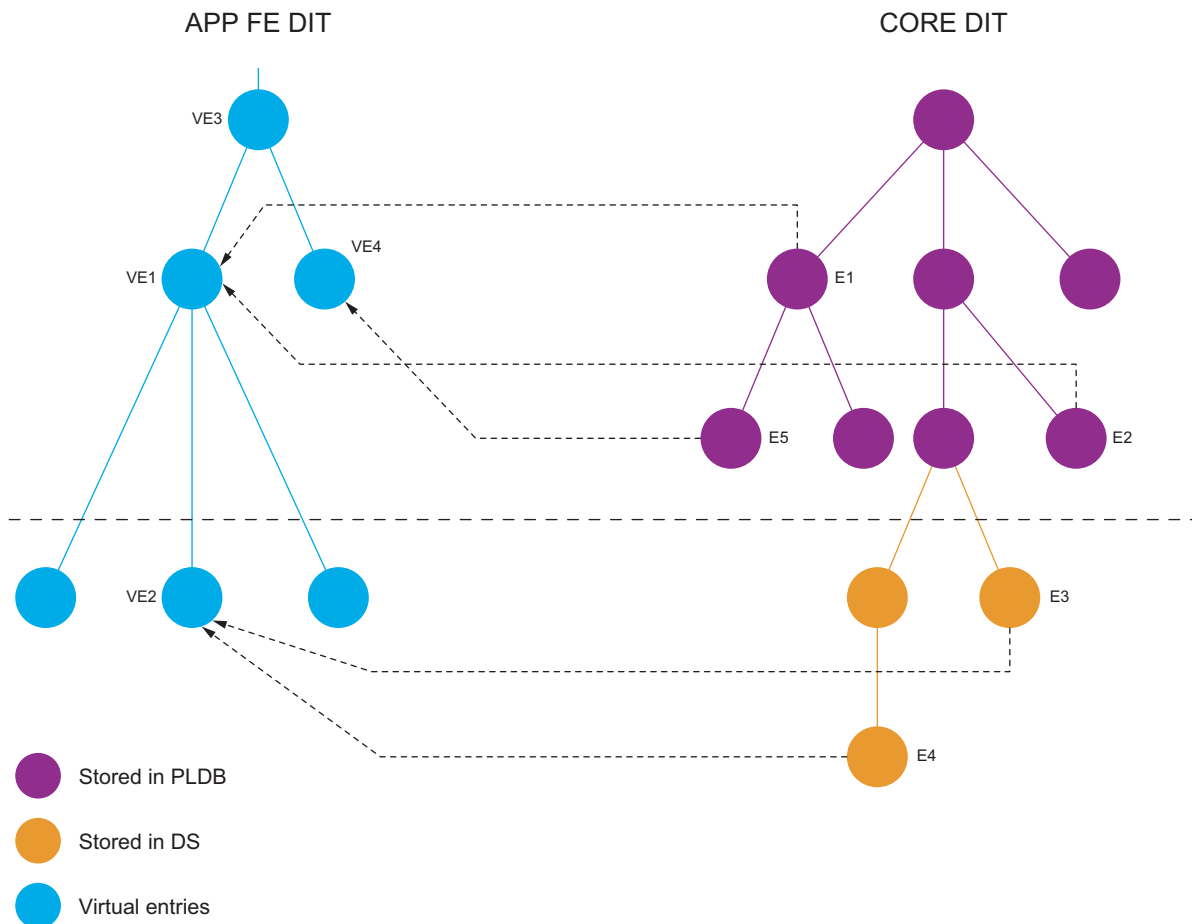 APP FE DIT
CORE DIT
VE3
VE4
VE1
E1
E5
E2
VE2
E3
E4
Stored in PLDB
Stored in DS
Virtual entries